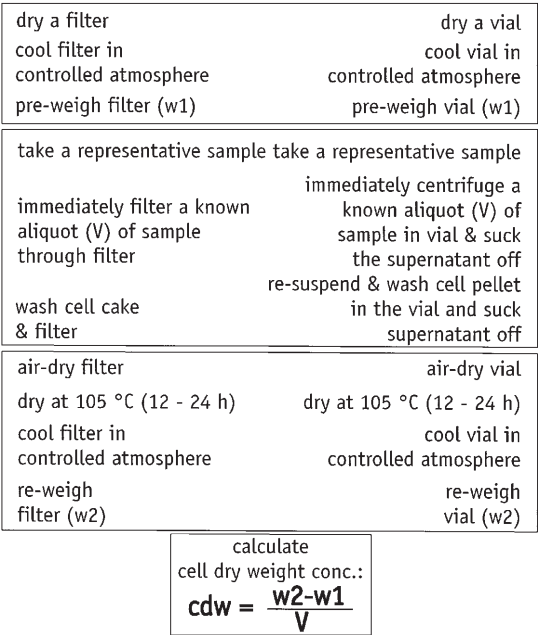 dry a filter
cool filter in
controlled atmosphere
pre-weigh filter (w1)
dry a vial
cool vial in
controlled atmosphere
pre-weigh vial (w1)
take a representative sample
immediately filter a known
aliquot (V) of sample
through filter
wash cell cake
& filter
take a representative sample
immediately centrifuge a
known aliquot (V) of
sample in vial & suck
the supernatant off
re-suspend & wash cell pellet
in the vial and suck
supernatant off
air-dry filter
dry at 105 °C (12 - 24 h)
cool filter in
controlled atmosphere
re-weigh
filter (w2)
air-dry vial
dry at 105 °C (12 - 24 h)
cool vial in
controlled atmosphere
re-weigh
vial (w2)
calculate
cell dry weight conc.:
cdw = w2-w1
V